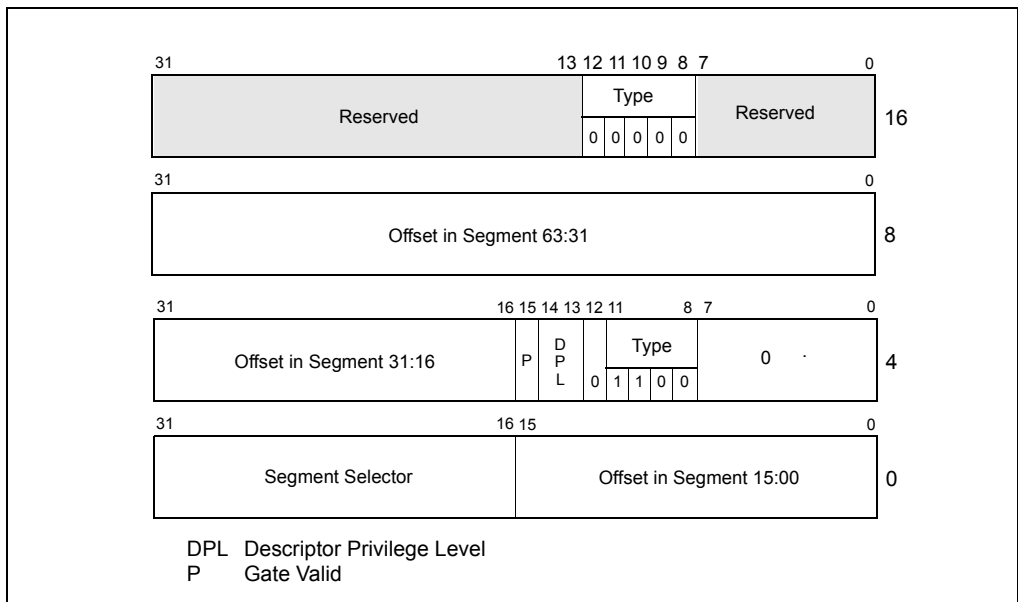 31 13 12 11 10 9 8 7 0
Type
Reserved Reserved 16
0 0 0 0 0
31 0
Offset in Segment 63:31 8
31 16 15 14 13 12 11 8 7 0
Offset in Segment 31:16 P D P L Type 0 . 4
0 1 1 0 0
31 16 15 0
Segment Selector Offset in Segment 15:00 0
DPL Descriptor Privilege Level
P Gate Valid